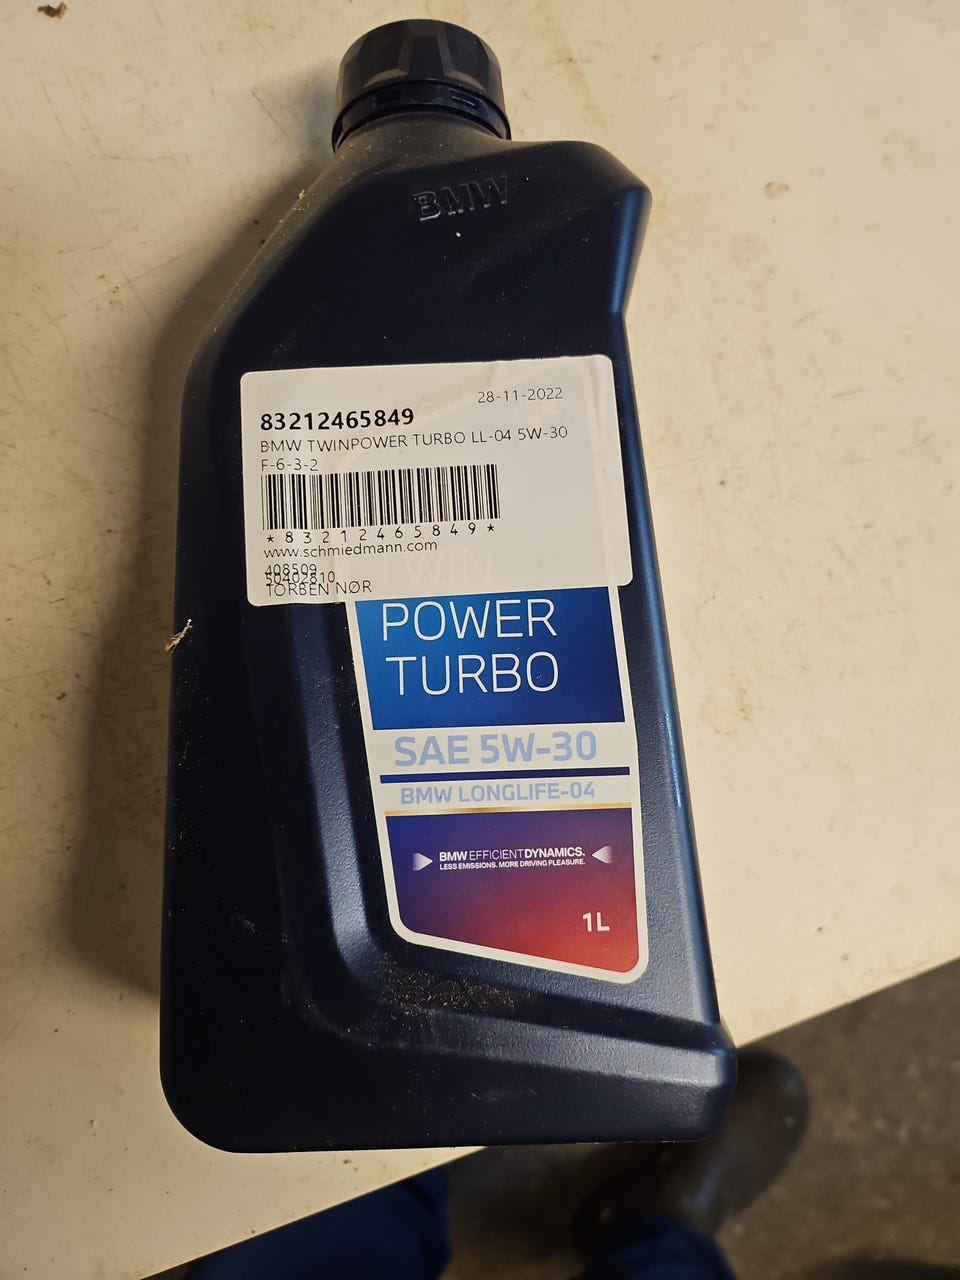 BMW
28-11-2022
83212465849
BMW TWINPOWER TURBO LL-04 5W-30
F-6-3-2
*83212465849*
www.schmiedmann.com
408509
S0402810
TORBEN NØR
TWIN
POWER
TURBO
SAE 5W-30
BMW LONGLIFE-04
BMW EFFICIENTDYNAMICS.
LESS EMISSIONS. MORE DRIVING PLEASURE.
1L